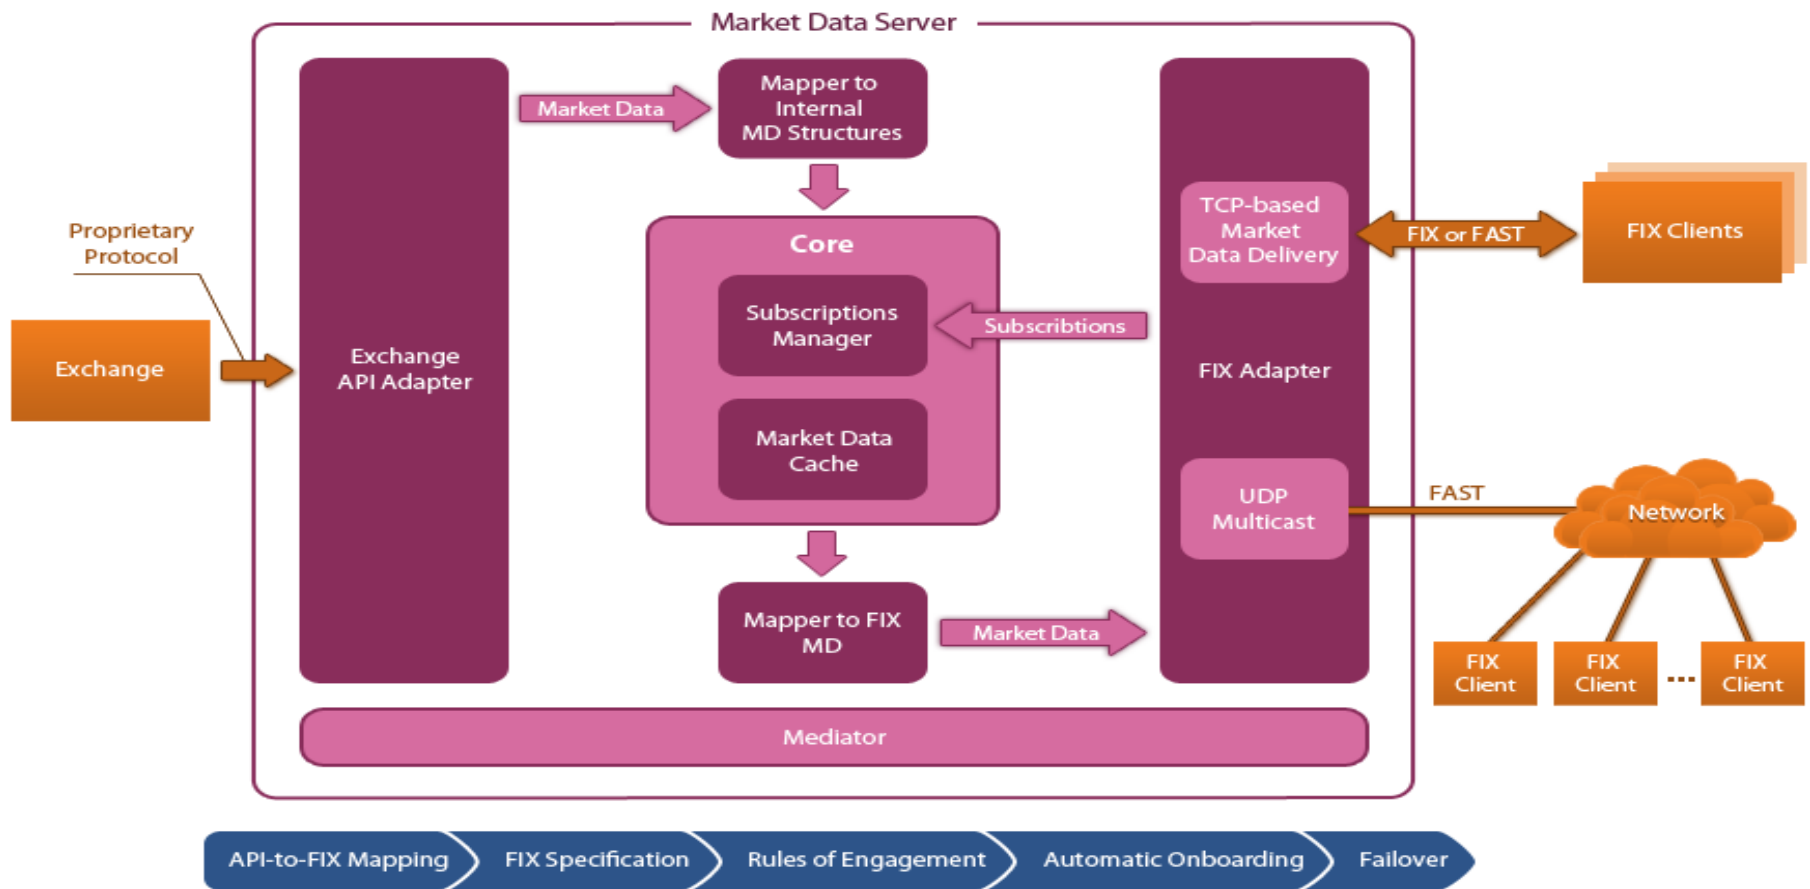 Market Data Server
Market Data
Mapper to
Internal
MD Structures
Proprietary
Protocol
Exchange
Exchange
API Adapter
Core
Subscriptions
Manager
Market Data
Cache
Subscribtions
Mapper to FIX
MD
Market Data
TCP-based
Market
Data Delivery
FIX Adapter
UDP
Multicast
FIX or FAST
FIX Clients
FAST
Network
FIX
Client
FIX
Client
...
FIX
Client
Mediator
API-to-FIX Mapping
FIX Specification
Rules of Engagement
Automatic Onboarding
Failover